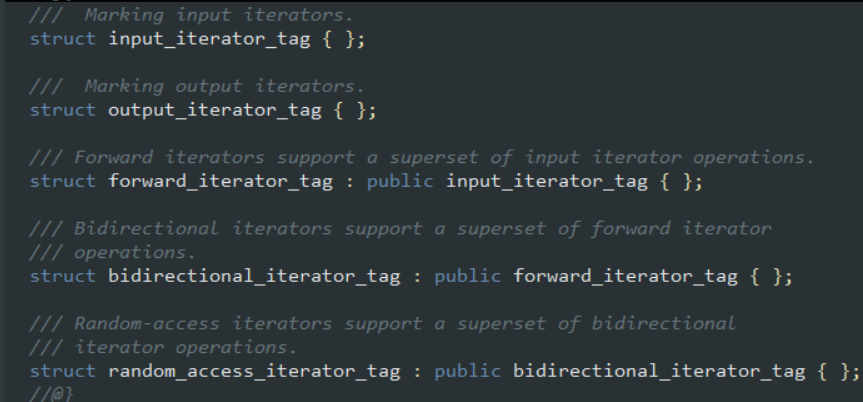 ///  Marking input iterators.
struct input_iterator_tag { };
///  Marking output iterators.
struct output_iterator_tag { };
/// Forward iterators support a superset of input iterator operations.
struct forward_iterator_tag : public input_iterator_tag { };
/// Bidirectional iterators support a superset of forward iterator
/// operations.
struct bidirectional_iterator_tag : public forward_iterator_tag { };
/// Random-access iterators support a superset of bidirectional
/// iterator operations.
struct random_access_iterator_tag : public bidirectional_iterator_tag { };
//@}